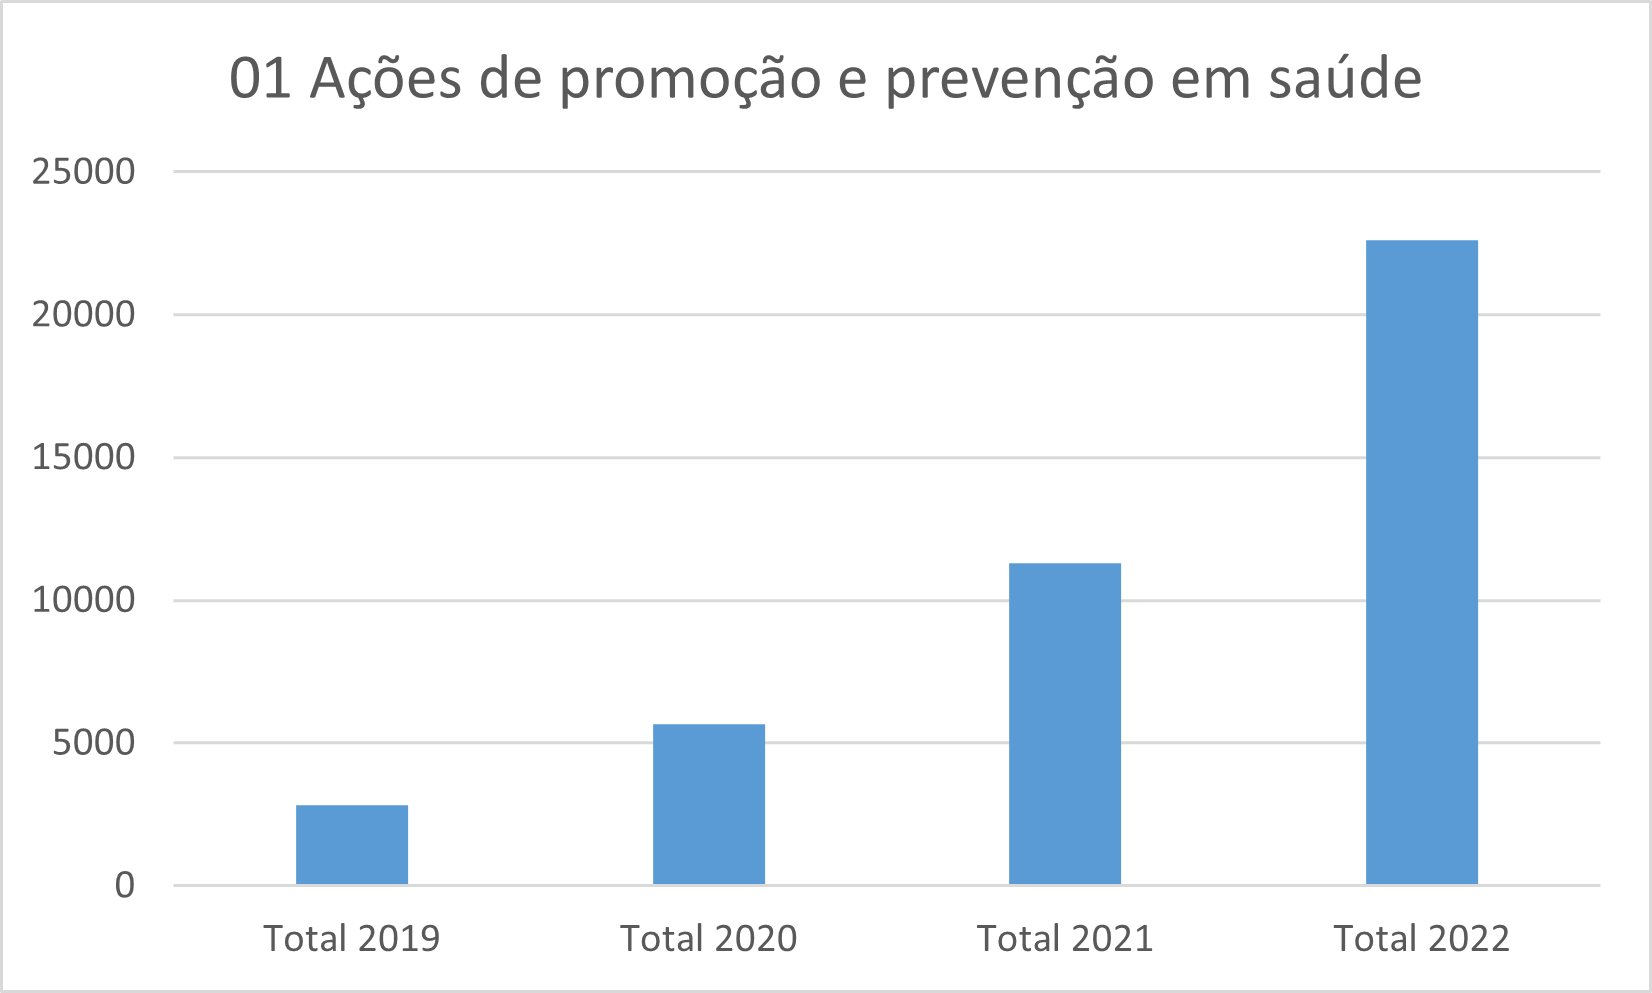 01 Ações de promoção e prevenção em saúde
25000
20000
15000
10000
5000
0
Total 2019
Total 2020
Total 2021
Total 2022